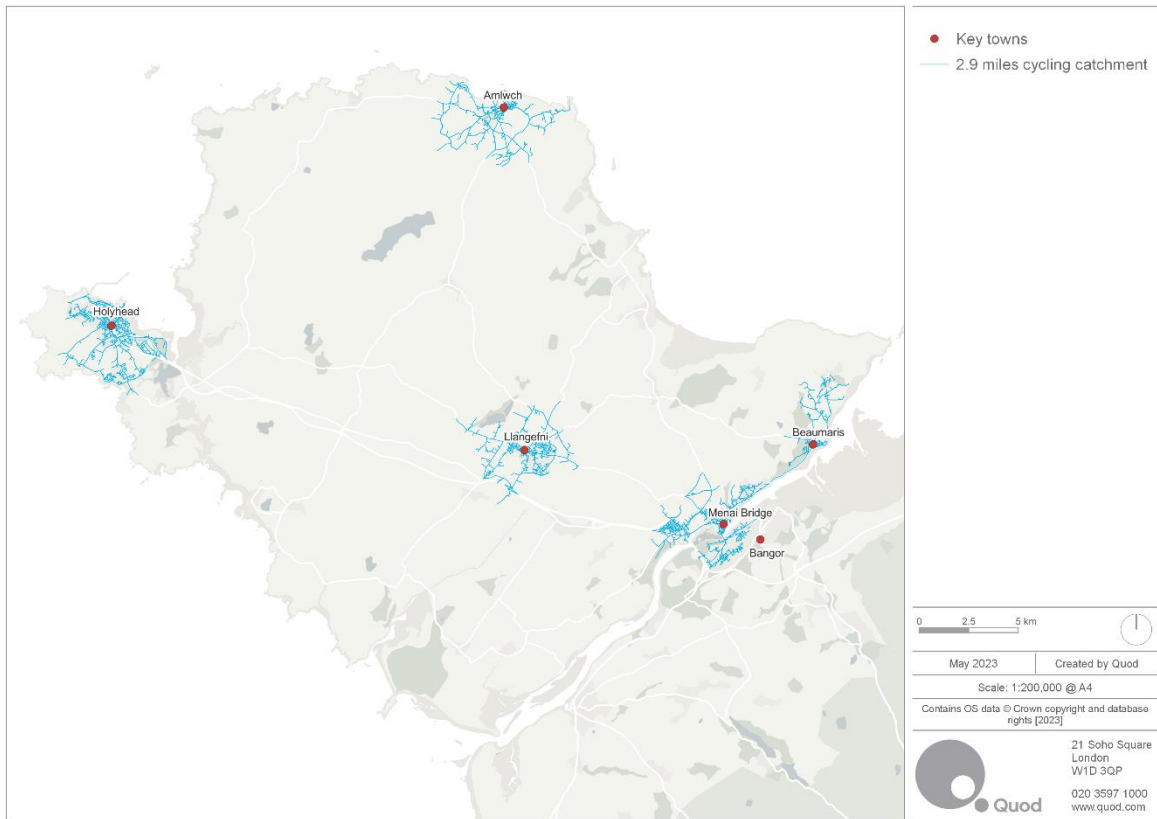 Amlwch
Holyhead
Llangefni
Beaumaris
Menai Bridge
Bangor
Key towns
2.9 miles cycling catchment
0 2.5 5 km
May 2023
Created by Quod
Scale: 1:200,000 @ A4
Contains OS data © Crown copyright and database
rights [2023]
Quod
21 Soho Square
London
W1D 3QP
020 3597 1000
www.quod.com